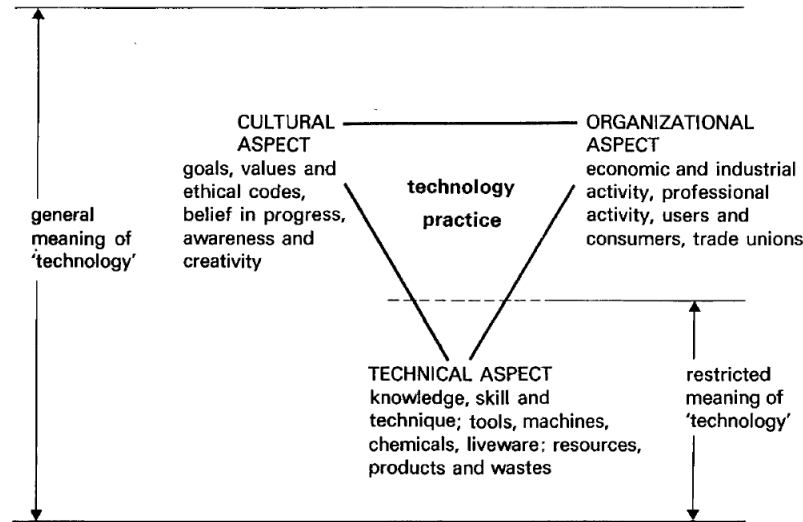 CULTURAL
ASPECT
goals, values and
ethical codes,
belief in progress,
awareness and
creativity
ORGANIZATIONAL
ASPECT
economic and industrial
activity, professional
activity, users and
consumers, trade unions
technology
practice
general
meaning of
'technology'
TECHNICAL ASPECT
knowledge, skill and
technique; tools, machines,
chemicals, liveware; resources,
products and wastes
restricted
meaning of
'technology'